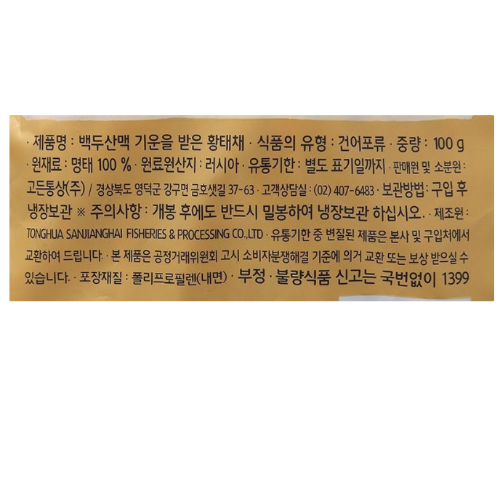 · 제품명 : 백두산맥 기운을 받은 황태채 · 식품의 유형 : 건어포류 · 중량 : 100 g
· 원재료 : 명태 100 % · 원료원산지 : 러시아 · 유통기한 : 별도 표기일까지 · 판매원 및 소분원 :
고든통상(주) / 경상북도 영덕군 강구면 금호샛길 37-63 · 고객상담실 : (02) 407-6483 · 보관방법 : 구입 후
냉장보관 ※ 주의사항 : 개봉 후에도 반드시 밀봉하여 냉장보관 하십시오. · 제조원 :
TONGHUA SANJIANGHAI FISHERIES & PROCESSING CO.,LTD · 유통기한 중 변질된 제품은 본사 및 구입처에서
교환하여 드립니다. · 본 제품은 공정거래위원회 고시 소비자분쟁해결 기준에 의거 교환 또는 보상 받으실 수
있습니다. · 포장재질 : 폴리프로필렌(내면) · 부정 · 불량식품 신고는 국번없이 1399